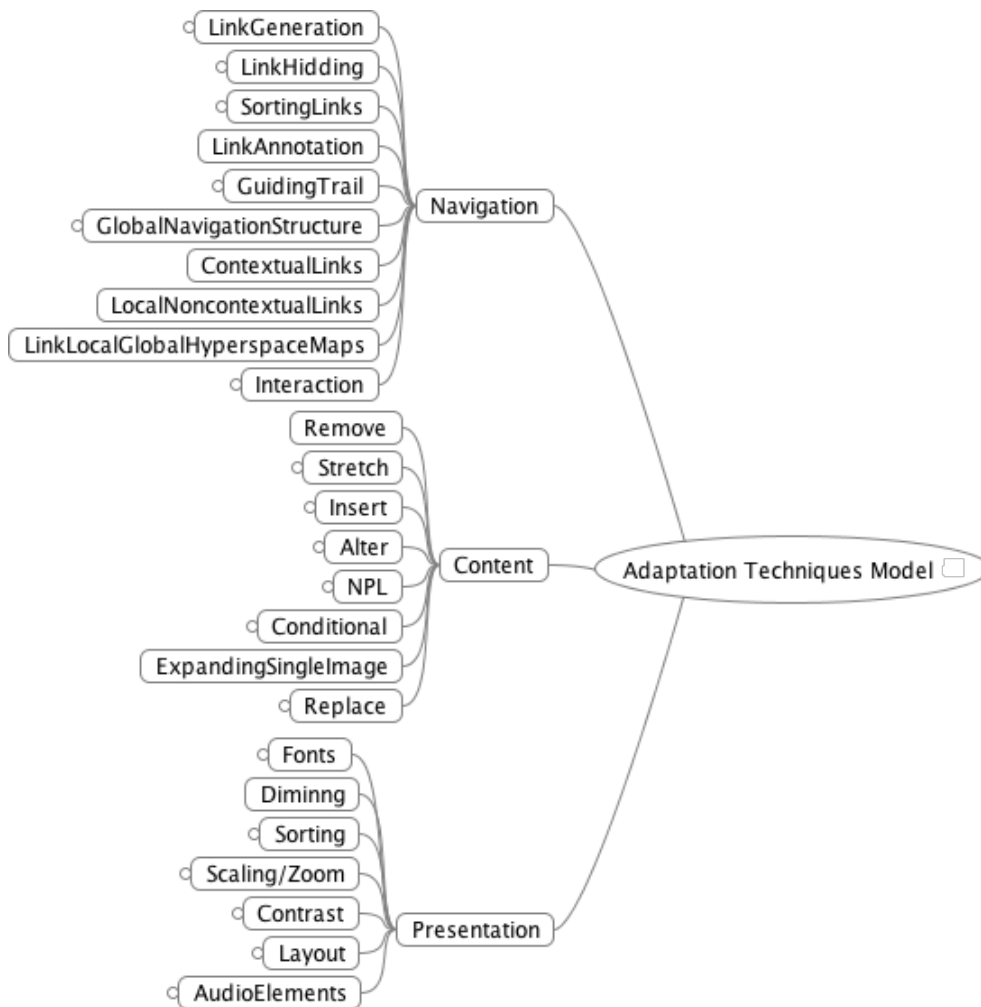 LinkGeneration
LinkHidding
SortingLinks
LinkAnnotation
GuidingTrail
GlobalNavigationStructure
ContextualLinks
LocalNoncontextualLinks
LinkLocalGlobalHyperspaceMaps
Interaction
Navigation
Remove
Stretch
Insert
Alter
NPL
Conditional
ExpandingSingleImage
Replace
Content
Adaptation Techniques Model
Fonts
Diminng
Sorting
Scaling/Zoom
Contrast
Layout
AudioElements
Presentation